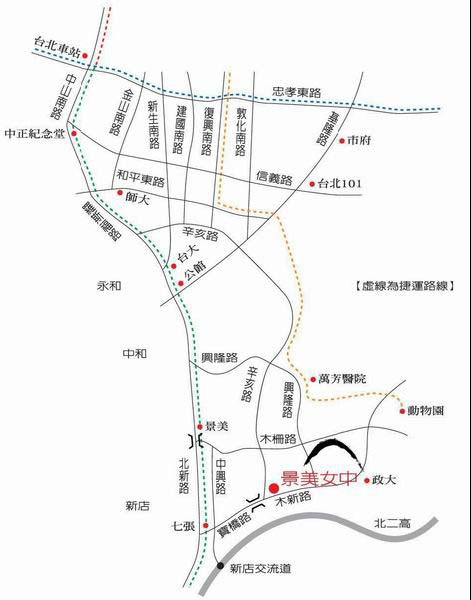 台北車站
忠孝東路
中山南路
金山南路
新生南路
建國南路
復興南路
敦化南路
基隆路
中正紀念堂
市府
和平東路
信義路
台北101
師大
羅斯福路
辛亥路
台大
公館
永和
【虛線為捷運路線】
中和
興隆路
辛亥路
興隆路
萬芳醫院
動物園
景美
木柵路
北新路
中興路
景美女中
政大
木新路
新店
七張
寶橋路
北二高
新店交流道